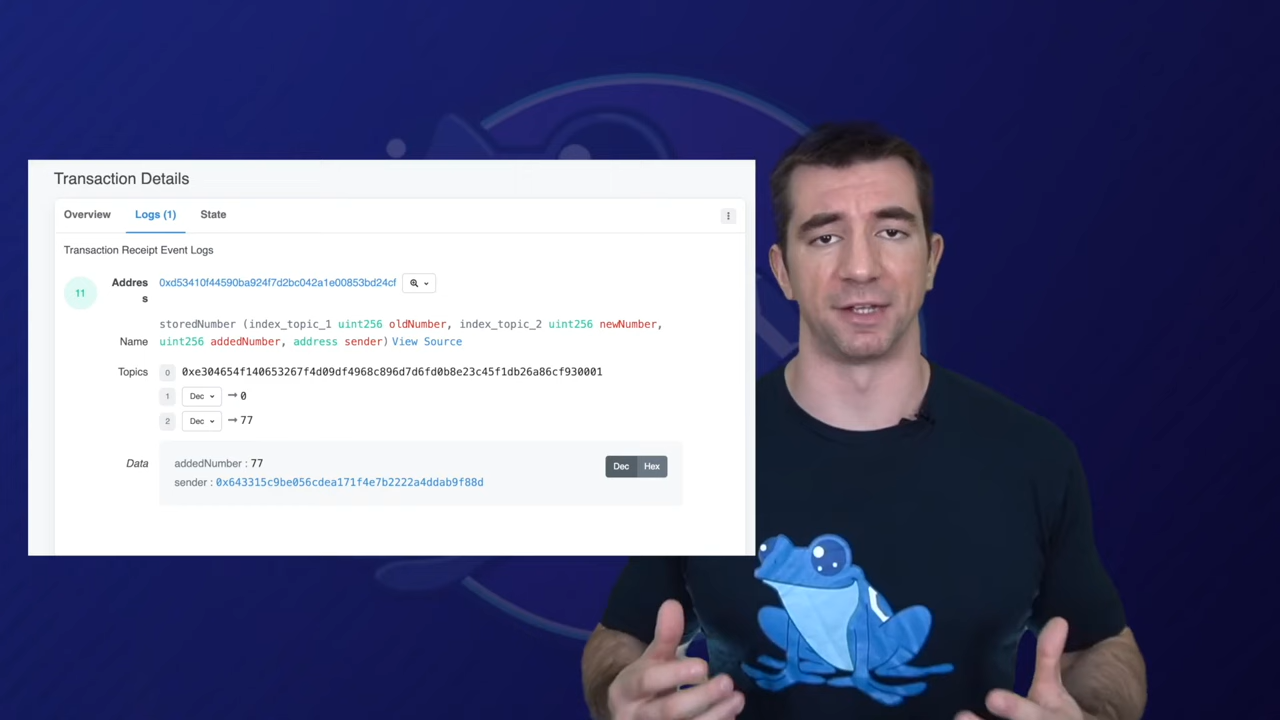 Transaction Details
Overview
Logs (1)
State
Transaction Receipt Event Logs
11
Addres
s
0xd53410f44590ba924f7d2bc042a1e00853bd24cf
Name
storedNumber (index_topic_1 uint256 oldNumber, index_topic_2 uint256 newNumber,
uint256 addedNumber, address sender) View Source
Topics
0 0xe304654f140653267f4d09df4968c896d7d6fd0b8e23c45f1db26a86cf930001
1 Dec → 0
2 Dec → 77
Data
addedNumber : 77
Dec Hex
sender : 0x643315c9be056cdea171f4e7b2222a4ddab9f88d